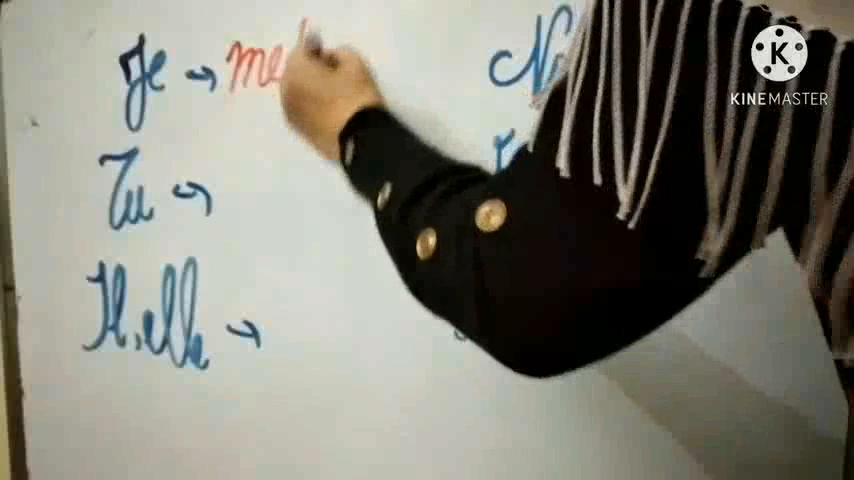 Je → me
Tu →
Il, elle →
K
KINEMASTER